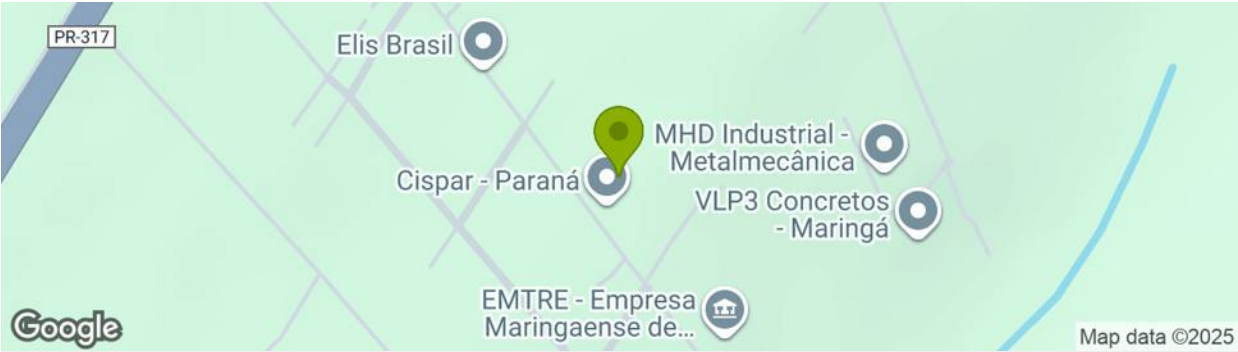 PR-317
Elis Brasil
MHD Industrial -
Metalmecânica
Cispar - Paraná
VLP3 Concretos
- Maringá
EMTRE - Empresa
Maringaense de...
Google
Map data ©2025